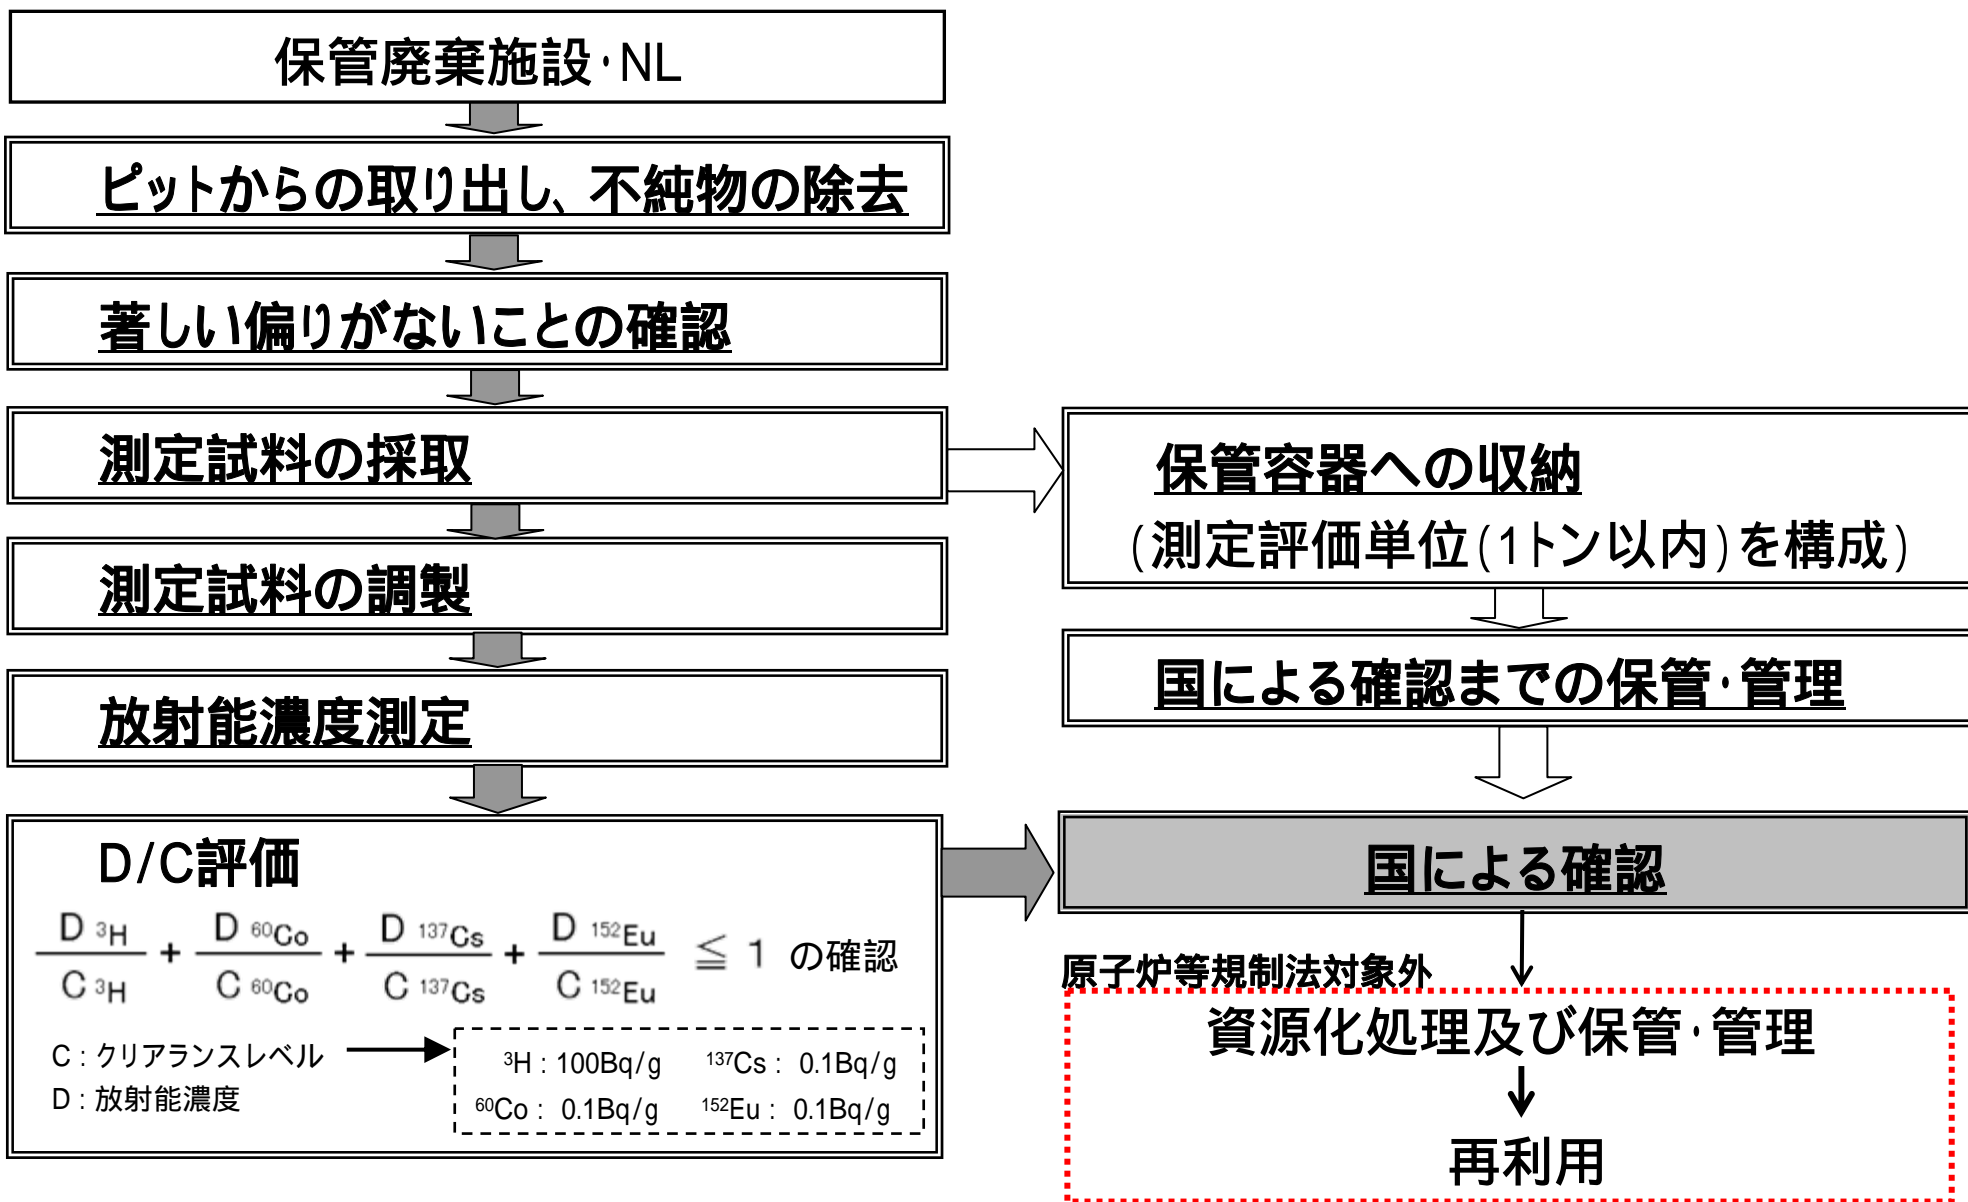 保管廃棄施設・NL
ピットからの取り出し、不純物の除去
著しい偏りがないことの確認
測定試料の採取
測定試料の調製
放射能濃度測定
D/C評価
D ³H / C ³H + D ⁶⁰Co / C ⁶⁰Co + D ¹³⁷Cs / C ¹³⁷Cs + D ¹⁵²Eu / C ¹⁵²Eu ≦ 1 の確認
C：クリアランスレベル
D：放射能濃度
³H：100Bq/g ¹³⁷Cs：0.1Bq/g
⁶⁰Co：0.1Bq/g ¹⁵²Eu：0.1Bq/g
保管容器への収納
(測定評価単位(1トン以内)を構成)
国による確認までの保管・管理
国による確認
原子炉等規制法対象外
資源化処理及び保管・管理
再利用